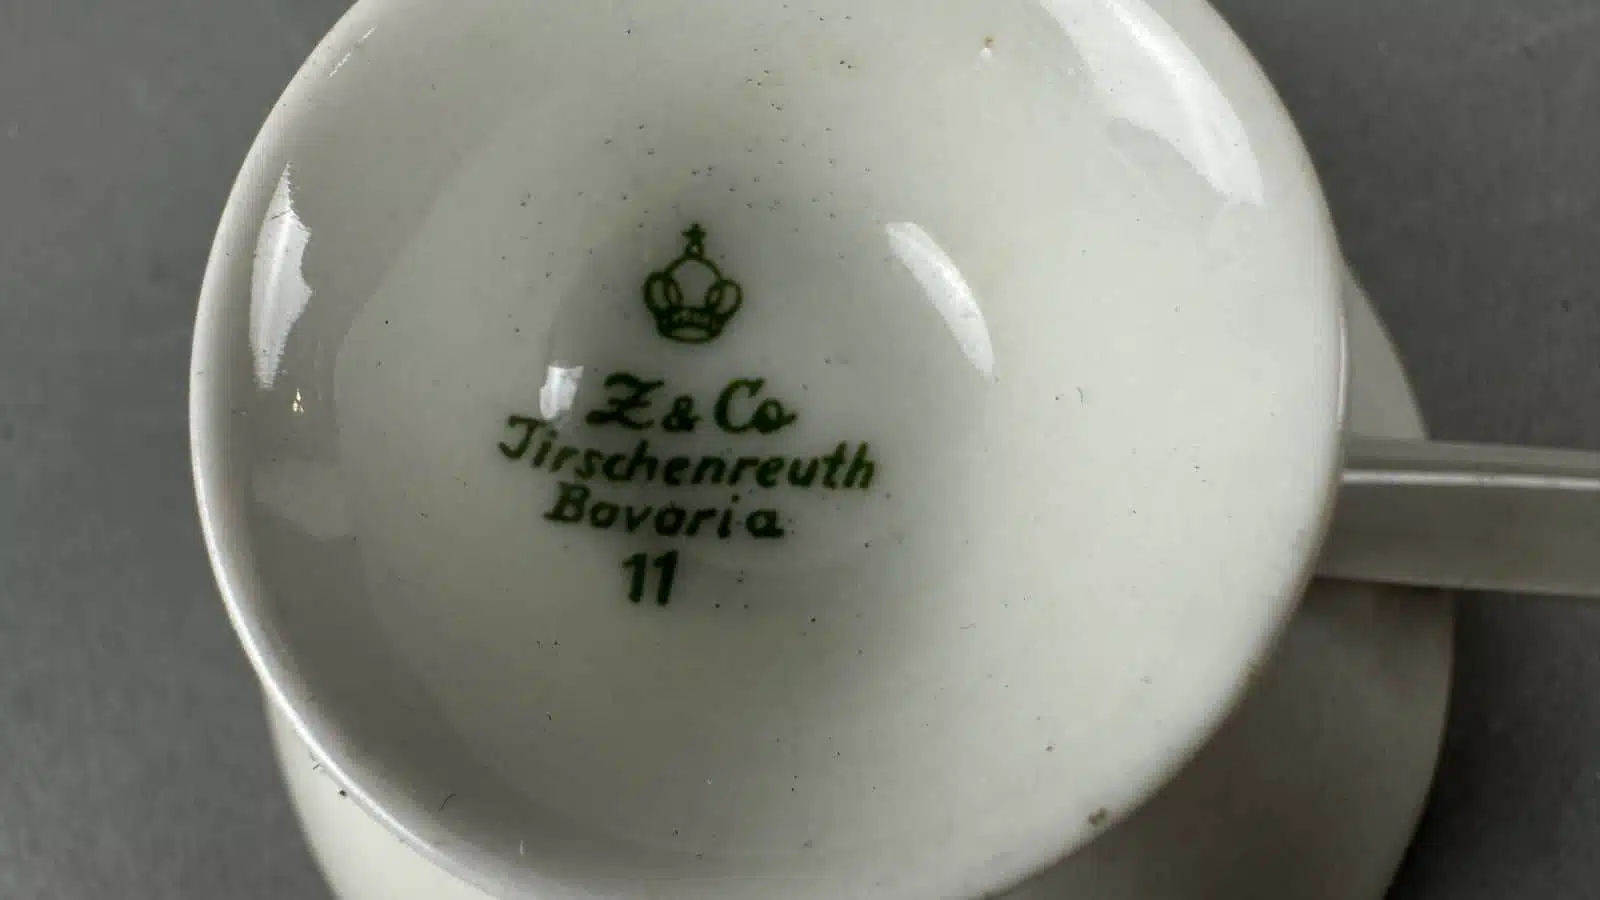 Z & Co
Tirschenreuth
Bavaria
11